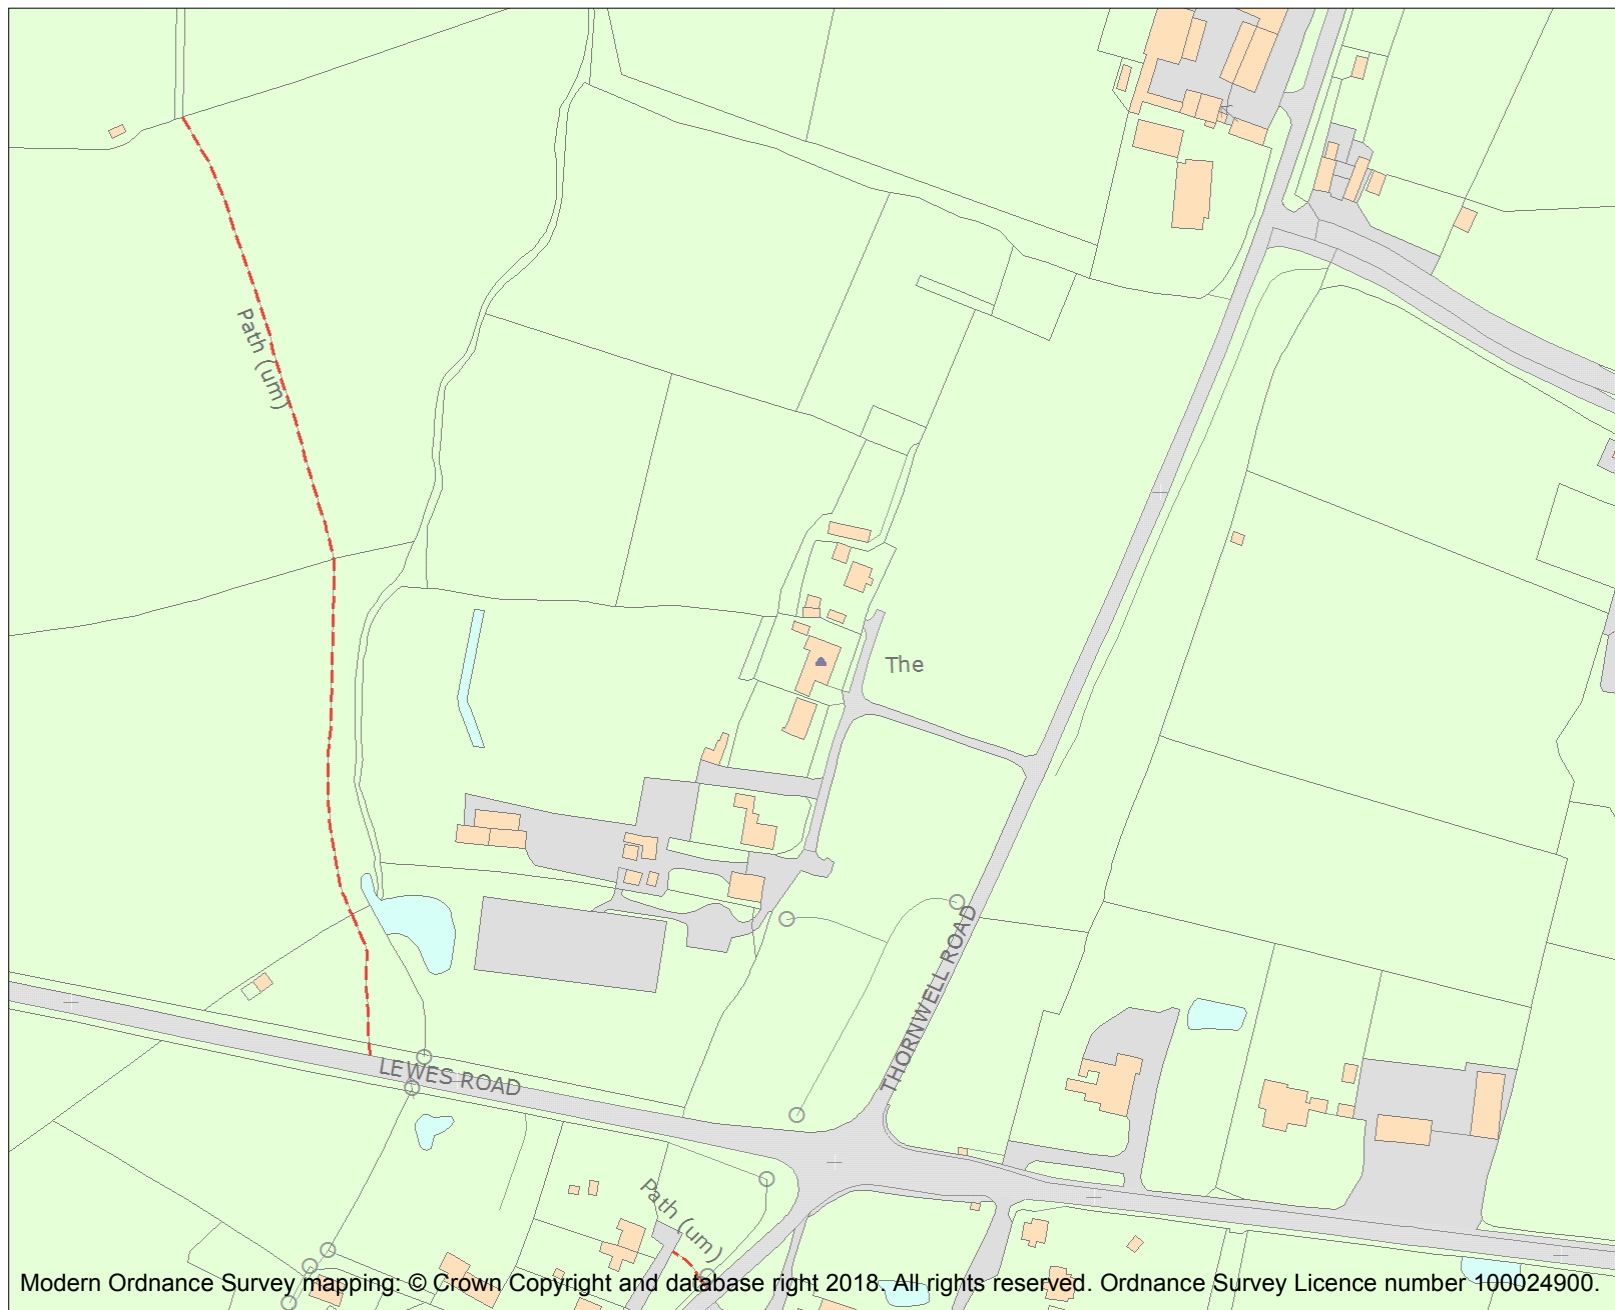 Path (um)
The
THORNWELL ROAD
LEWES ROAD
Path (um)
Modern Ordnance Survey mapping: © Crown Copyright and database right 2018. All rights reserved. Ordnance Survey Licence number 100024900.